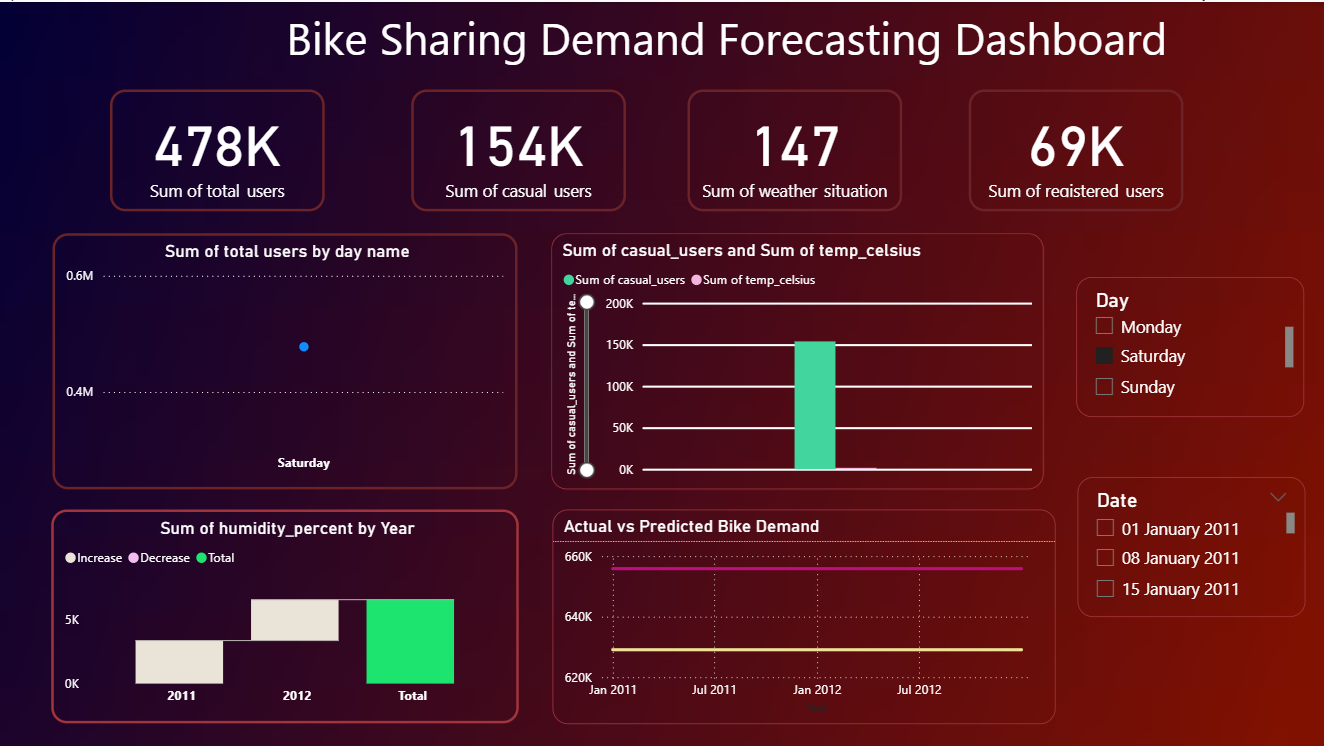 Bike Sharing Demand Forecasting Dashboard
478K
Sum of total users
154K
Sum of casual users
147
Sum of weather situation
69K
Sum of registered users
Sum of total users by day name
0.6M
0.4M
Saturday
Sum of casual_users and Sum of temp_celsius
Sum of casual_users
Sum of temp_celsius
Sum of casual_users and Sum of te...
200K
150K
100K
50K
0K
Day
Monday
Saturday
Sunday
Sum of humidity_percent by Year
Increase
Decrease
Total
5K
0K
2011
2012
Total
Actual vs Predicted Bike Demand
660K
640K
620K
Jan 2011
Jul 2011
Jan 2012
Jul 2012
Date
01 January 2011
08 January 2011
15 January 2011